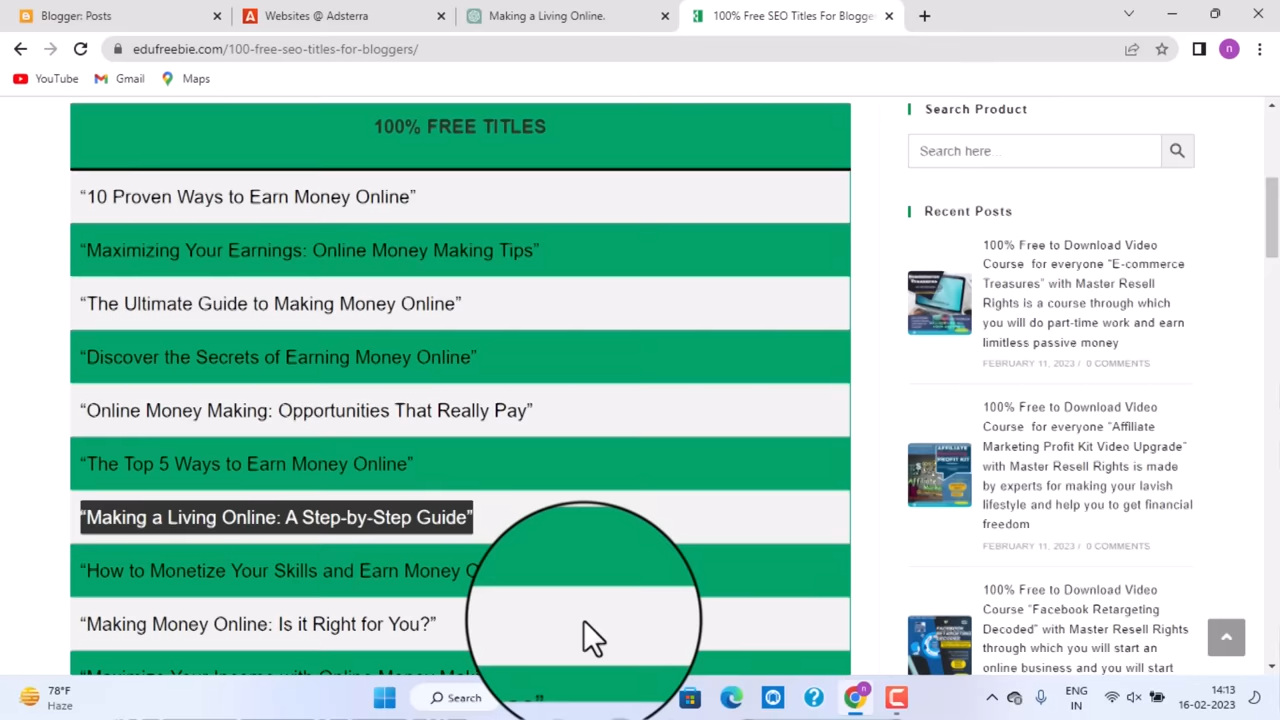 Blogger: Posts
Websites @ Adsterra
Making a Living Online.
100% Free SEO Titles For Blogge
edufreebie.com/100-free-seo-titles-for-bloggers/
n
YouTube
Gmail
Maps
100% FREE TITLES
“10 Proven Ways to Earn Money Online”
“Maximizing Your Earnings: Online Money Making Tips”
“The Ultimate Guide to Making Money Online”
“Discover the Secrets of Earning Money Online”
“Online Money Making: Opportunities That Really Pay”
“The Top 5 Ways to Earn Money Online”
“Making a Living Online: A Step-by-Step Guide”
“How to Monetize Your Skills and Earn Money
“Making Money Online: Is it Right for You?”
“Maximize Your Income with Online Money
Search Product
Search here...
Recent Posts
100% Free to Download Video
Course for everyone “E-commerce
Treasures” with Master Resell
Rights is a course through which
you will do part-time work and earn
limitless passive money
FEBRUARY 11, 2023 / 0 COMMENTS
100% Free to Download Video
Course for everyone “Affiliate
Marketing Profit Kit Video Upgrade”
with Master Resell Rights is made
by experts for making your lavish
lifestyle and help you to get financial
freedom
FEBRUARY 11, 2023 / 0 COMMENTS
100% Free to Download Video
Course “Facebook Retargeting
Decoded” with Master Resell Rights
through which you will start an
online business and you will start
78°F
Haze
Search
ENG
IN
14:13
16-02-2023